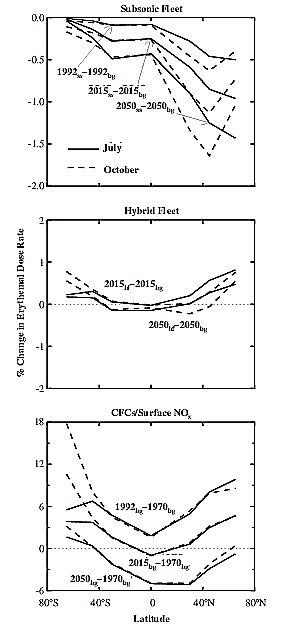 Subsonic Fleet
0.0
-0.5
-1.0
-1.5
-2.0
1992ss-1992bg
2015ss-2015bg
2050ss-2050bg
July
October
Hybrid Fleet
% Change in Erythemal Dose Rate
2
1
0
-1
-2
2015hf-2015bg
2050hf-2050bg
CFCs/Surface NOx
18
12
6
0
-6
1992bg-1970bg
2015bg-1970bg
2050bg-1970bg
80°S 40°S 0 40°N 80°N
Latitude